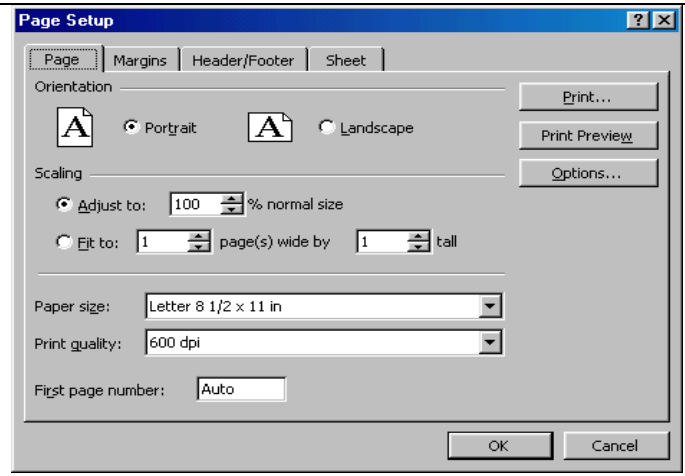 Page Setup
Page Margins Header/Footer Sheet
Orientation
A Portrait A Landscape
Print...
Print Preview
Options...
Scaling
Adjust to: 100 % normal size
Fit to: 1 page(s) wide by 1 tall
Paper size: Letter 8 1/2 x 11 in
Print quality: 600 dpi
First page number: Auto
OK Cancel